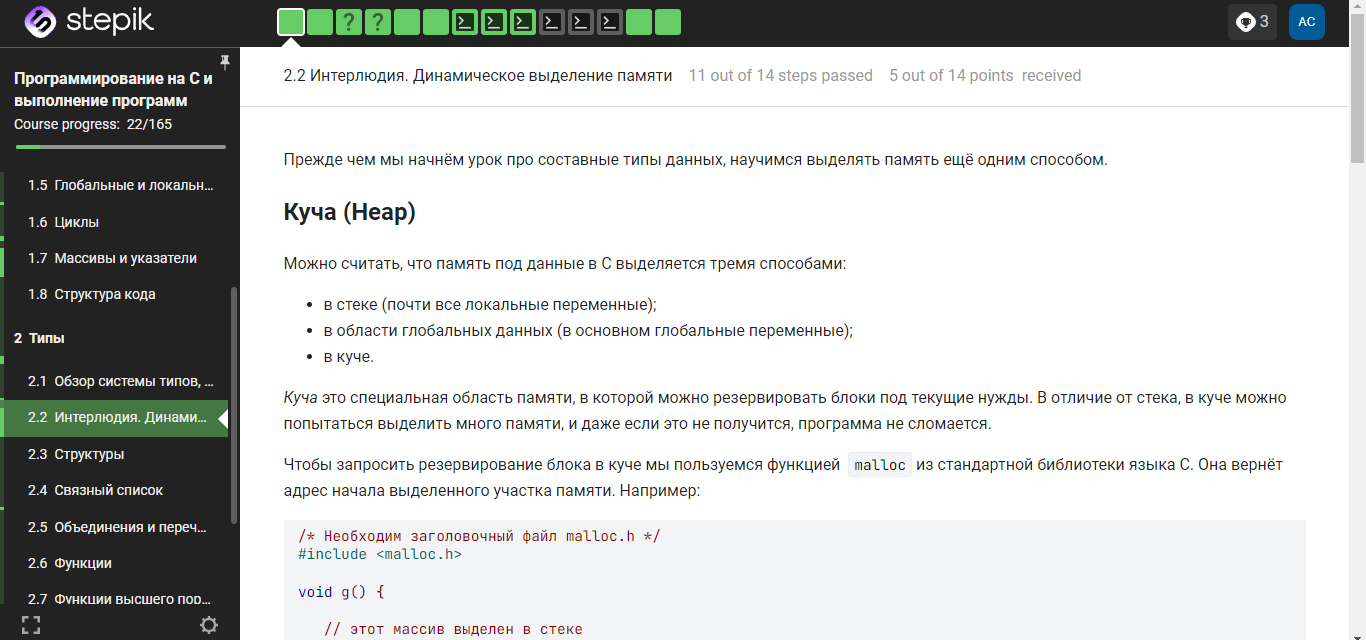 stepik
? ?
3
AC
Программирование на C и
выполнение программ
Course progress: 22/165
1.5 Глобальные и локальн...
1.6 Циклы
1.7 Массивы и указатели
1.8 Структура кода
2 Типы
2.1 Обзор системы типов, ...
2.2 Интерлюдия. Динами...
2.3 Структуры
2.4 Связный список
2.5 Объединения и переч...
2.6 Функции
2.7 Функции высшего пор...
2.2 Интерлюдия. Динамическое выделение памяти 11 out of 14 steps passed 5 out of 14 points received
Прежде чем мы начнём урок про составные типы данных, научимся выделять память ещё одним способом.
Куча (Heap)
Можно считать, что память под данные в C выделяется тремя способами:
• в стеке (почти все локальные переменные);
• в области глобальных данных (в основном глобальные переменные);
• в куче.
Куча это специальная область памяти, в которой можно резервировать блоки под текущие нужды. В отличие от стека, в куче можно
попытаться выделить много памяти, и даже если это не получится, программа не сломается.
Чтобы запросить резервирование блока в куче мы пользуемся функцией malloc из стандартной библиотеки языка C. Она вернёт
адрес начала выделенного участка памяти. Например:
/* Необходим заголовочный файл malloc.h */
#include <malloc.h>
void g() {
// этот массив выделен в стеке